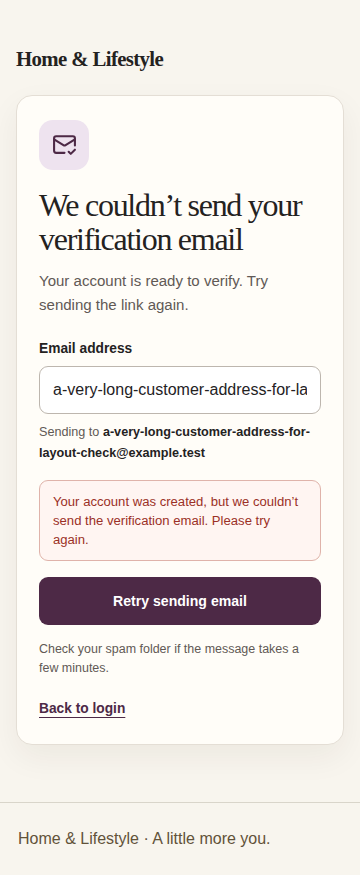 Home & Lifestyle
We couldn’t send your
verification email
Your account is ready to verify. Try
sending the link again.
Email address
a-very-long-customer-address-for-la
Sending to a-very-long-customer-address-for-
layout-check@example.test
Your account was created, but we couldn’t
send the verification email. Please try
again.
Retry sending email
Check your spam folder if the message takes a
few minutes.
Back to login
Home & Lifestyle · A little more you.